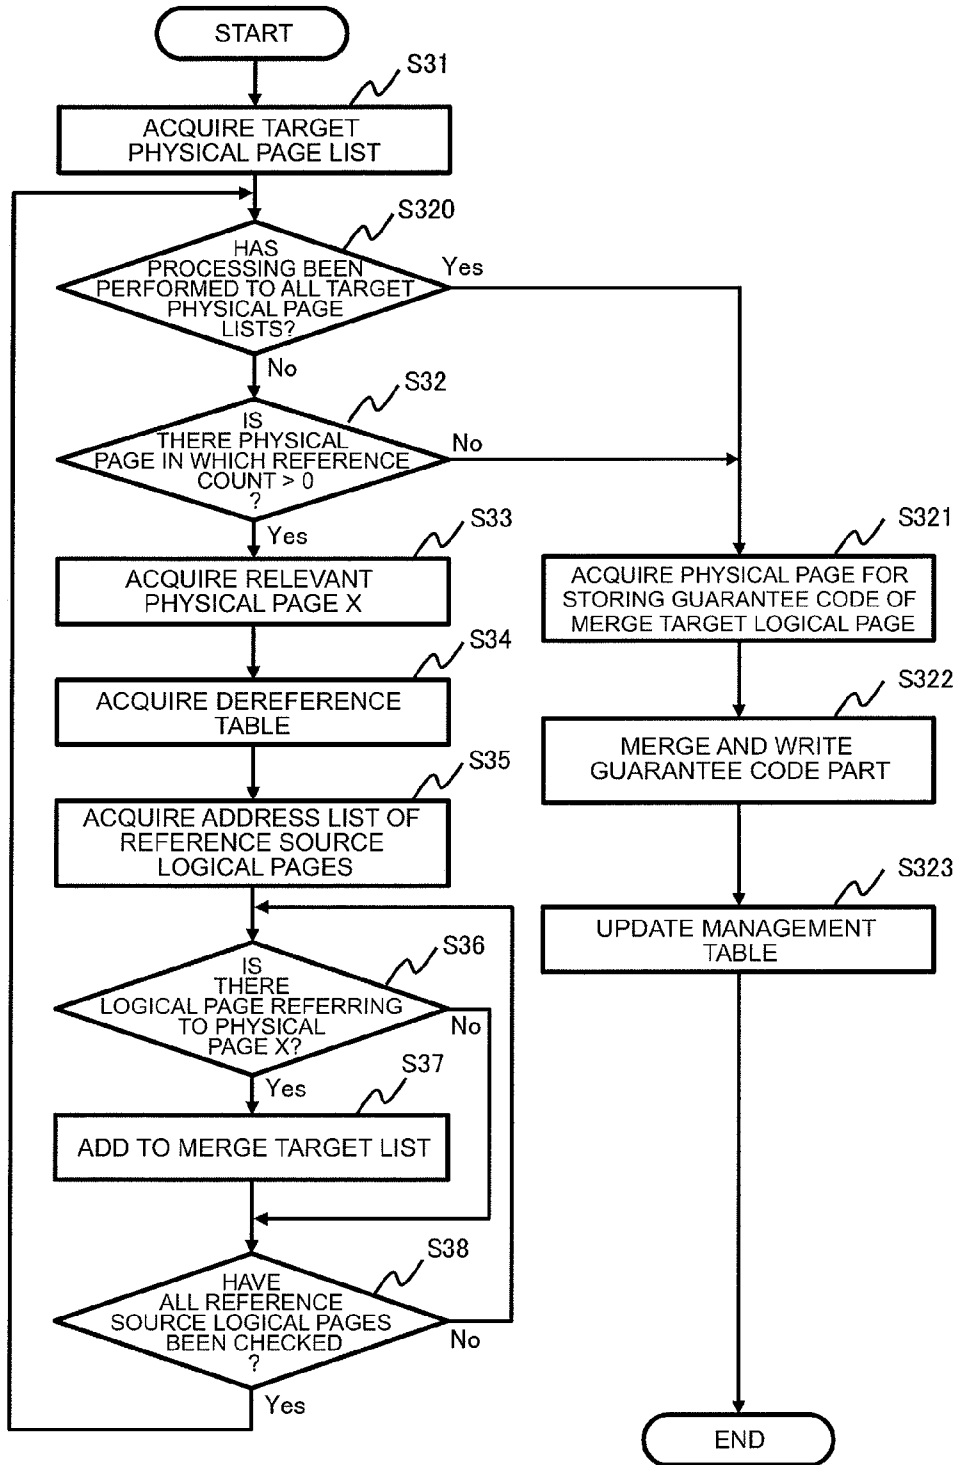 START
S31
ACQUIRE TARGET
PHYSICAL PAGE LIST
S320
HAS
PROCESSING BEEN
PERFORMED TO ALL TARGET
PHYSICAL PAGE
LISTS?
Yes
No
S32
IS
THERE PHYSICAL
PAGE IN WHICH REFERENCE
COUNT > 0
?
No
Yes
S33
ACQUIRE RELEVANT
PHYSICAL PAGE X
S34
ACQUIRE DEREFERENCE
TABLE
S35
ACQUIRE ADDRESS LIST OF
REFERENCE SOURCE
LOGICAL PAGES
S36
IS
THERE
LOGICAL PAGE REFERRING
TO PHYSICAL
PAGE X?
No
Yes
S37
ADD TO MERGE TARGET LIST
S38
HAVE
ALL REFERENCE
SOURCE LOGICAL PAGES
BEEN CHECKED
?
No
Yes
S321
ACQUIRE PHYSICAL PAGE FOR
STORING GUARANTEE CODE OF
MERGE TARGET LOGICAL PAGE
S322
MERGE AND WRITE
GUARANTEE CODE PART
S323
UPDATE MANAGEMENT
TABLE
END